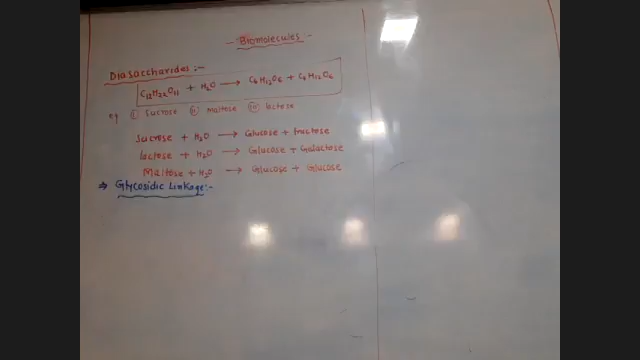 - Biomolecules -
Diasaccharides :-
C₁₂H₂₂O₁₁ + H₂O → C₆H₁₂O₆ + C₆H₁₂O₆
eg (i) Sucrose (ii) maltose (iii) lactose
Sucrose + H₂O → Glucose + fructose
lactose + H₂O → Glucose + Galactose
Maltose + H₂O → Glucose + Glucose
⇒ Glycosidic Linkage:-